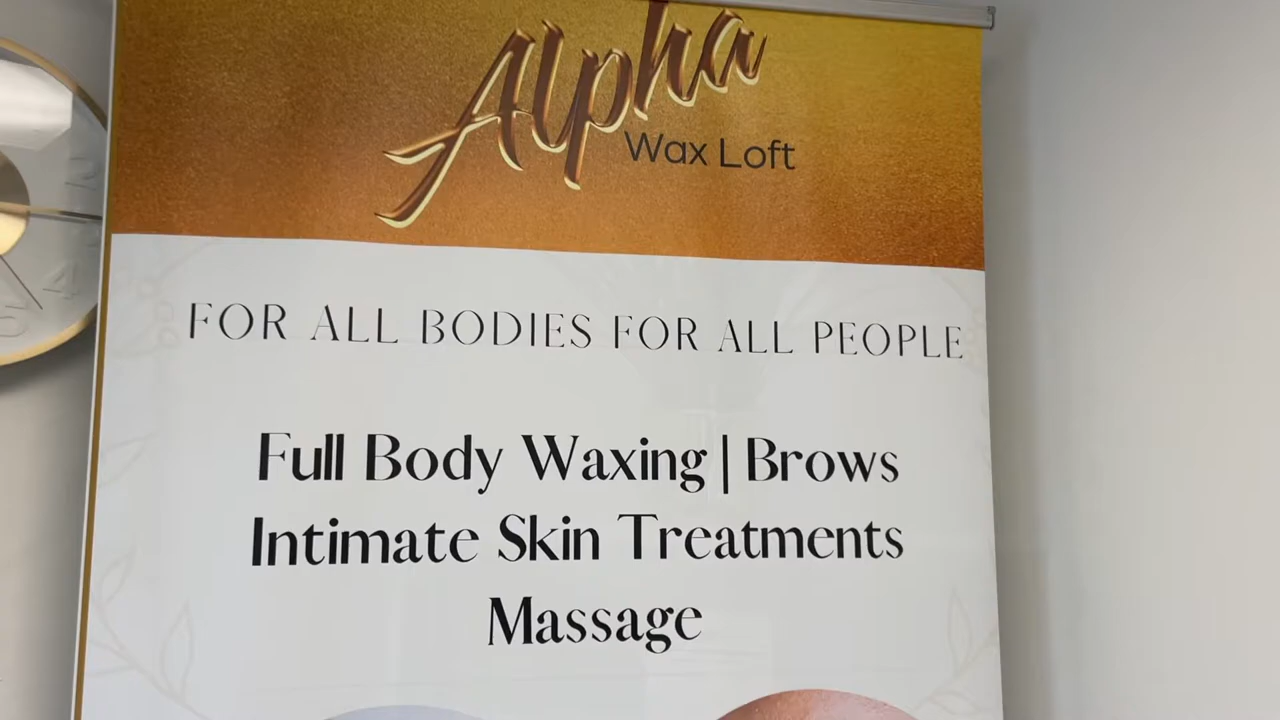 Alpha
Wax Loft
FOR ALL BODIES FOR ALL PEOPLE
Full Body Waxing | Brows
Intimate Skin Treatments
Massage